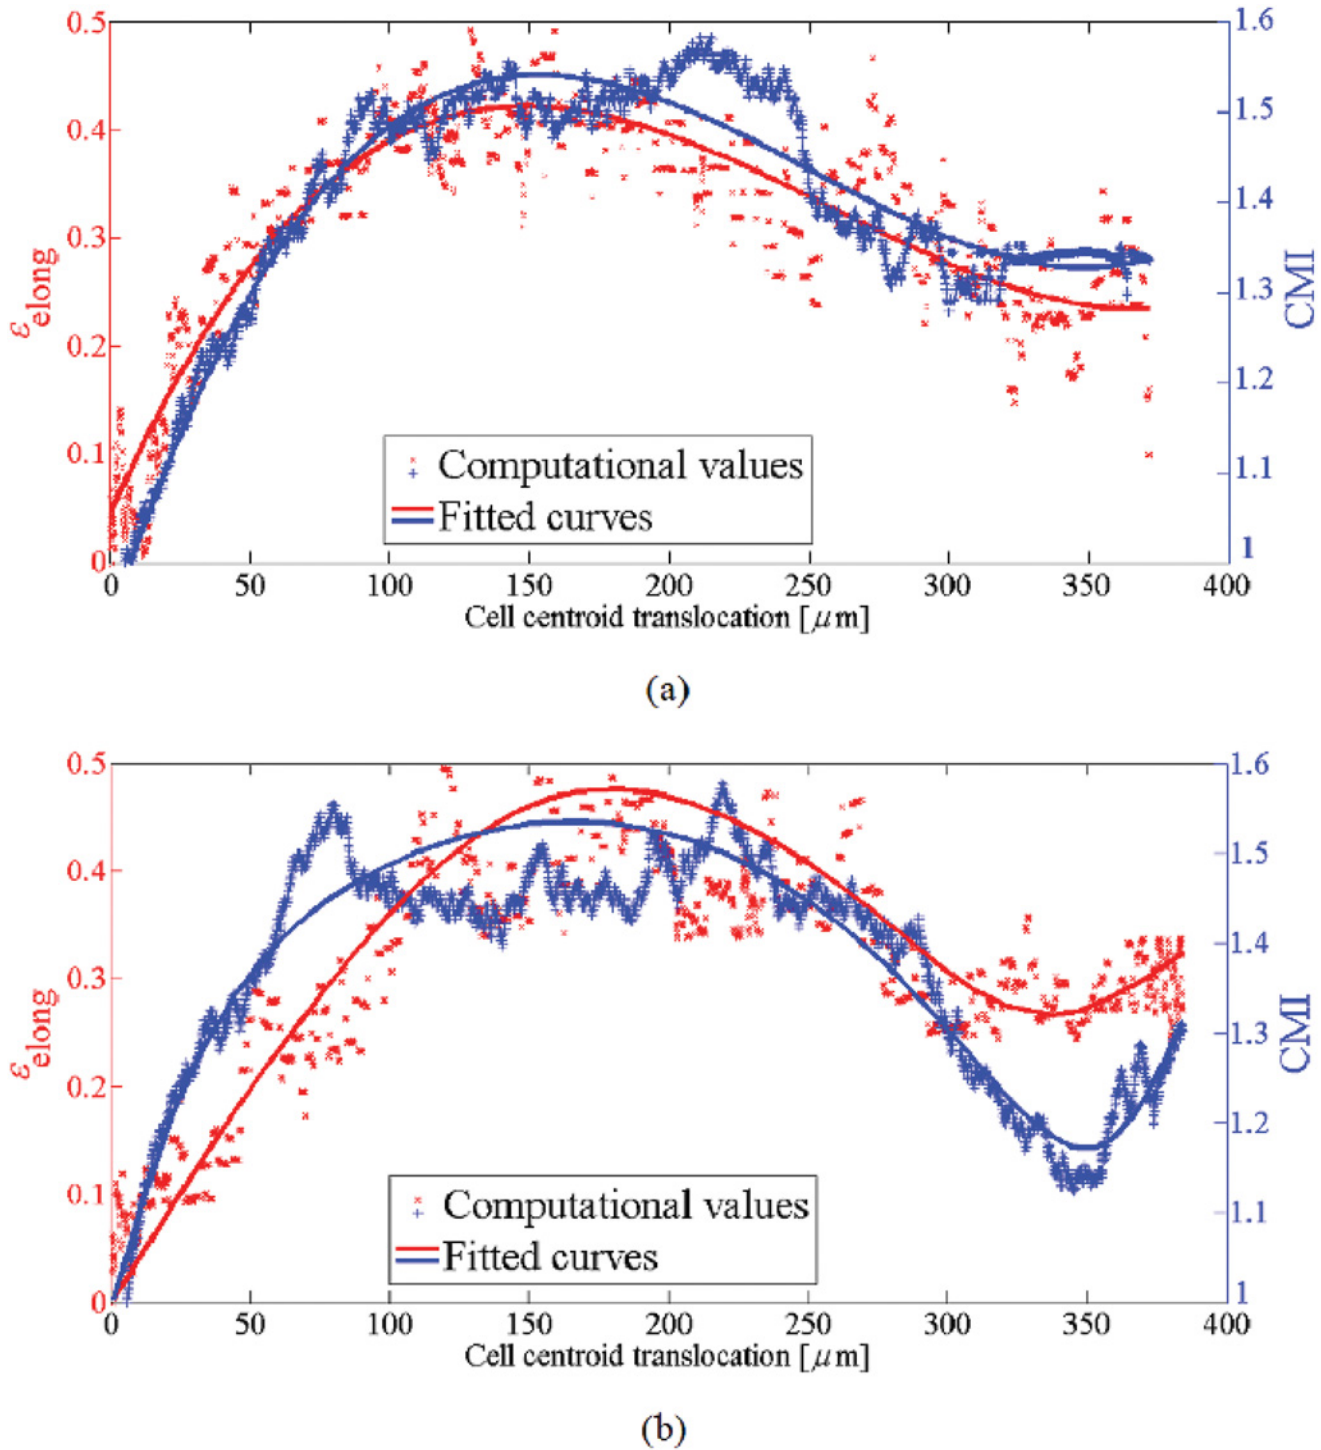 0.5
0.4
0.3
0.2
0.1
0
ε elong
1.6
1.5
1.4
1.3
1.2
1.1
1
CMI
Computational values
Fitted curves
0 50 100 150 200 250 300 350 400
Cell centroid translocation [μm]
(a)
0.5
0.4
0.3
0.2
0.1
0
ε elong
1.6
1.5
1.4
1.3
1.2
1.1
1
CMI
Computational values
Fitted curves
0 50 100 150 200 250 300 350 400
Cell centroid translocation [μm]
(b)